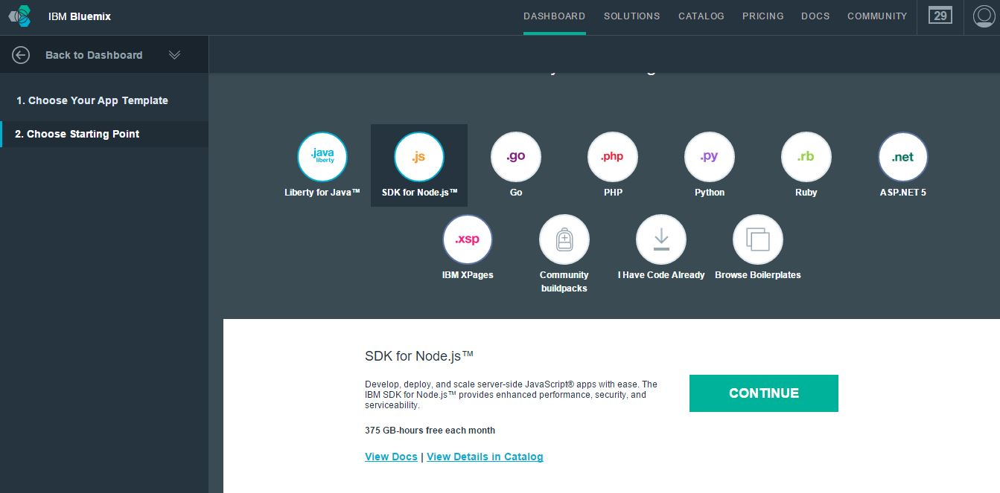 IBM Bluemix
DASHBOARD SOLUTIONS CATALOG PRICING DOCS COMMUNITY 29
Back to Dashboard
1. Choose Your App Template
2. Choose Starting Point
.java liberty
.js
.go
.php
.py
.rb
.net
Liberty for Java™ SDK for Node.js™ Go PHP Python Ruby ASP.NET 5
.xsp
IBM XPages Community buildpacks I Have Code Already Browse Boilerplates
SDK for Node.js™
Develop, deploy, and scale server-side JavaScript® apps with ease. The
IBM SDK for Node.js™ provides enhanced performance, security, and
serviceability.
CONTINUE
375 GB-hours free each month
View Docs | View Details in Catalog